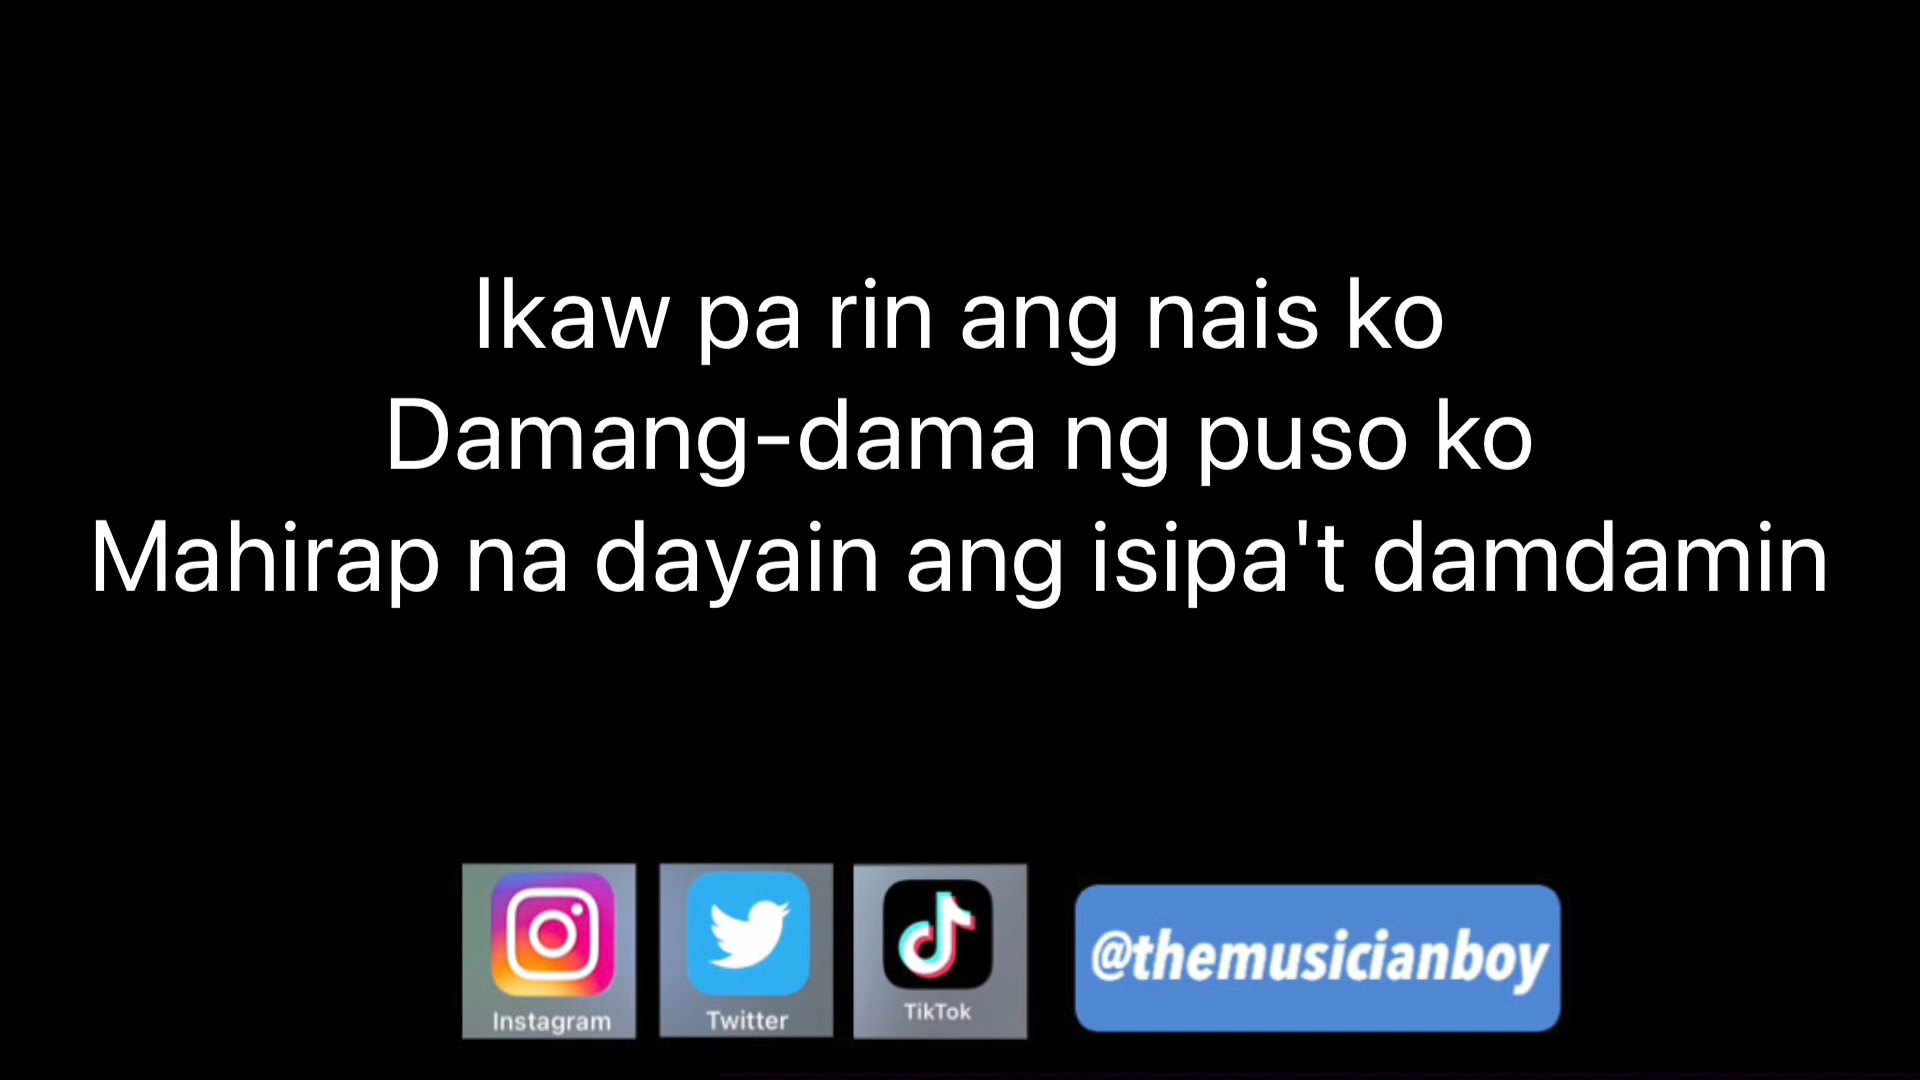 Ikaw pa rin ang nais ko
Damang-dama ng puso ko
Mahirap na dayain ang isipa't damdamin
Instagram
Twitter
TikTok
@themusicianboy